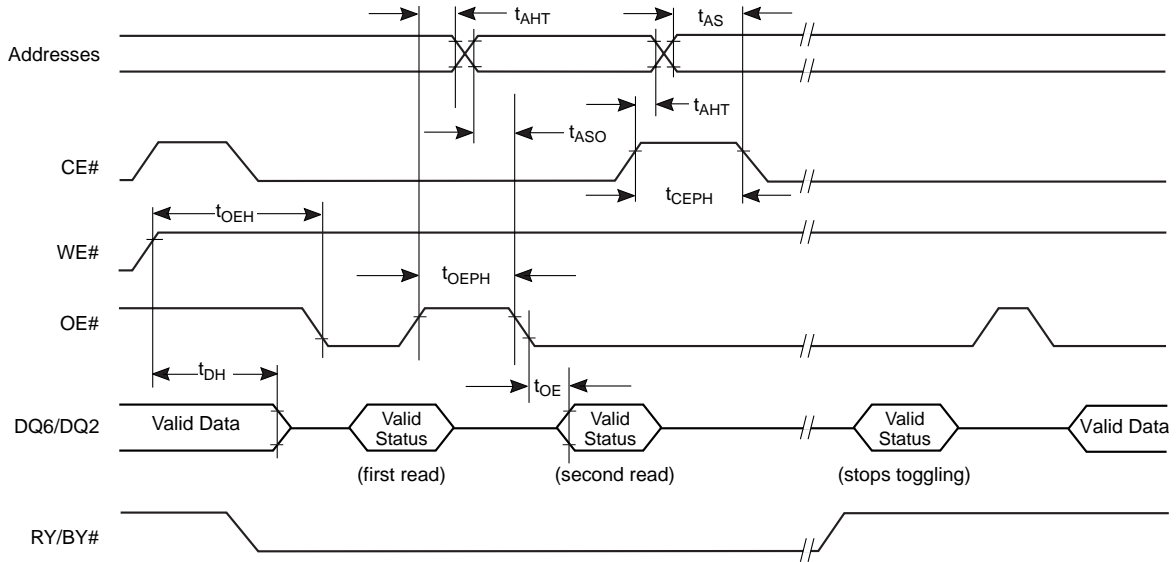 tAHT
tAS
Addresses
tAHT
tASO
CE#
tCEPH
tOEH
WE#
tOEPH
OE#
tDH
tOE
DQ6/DQ2
Valid Data
Valid
Status
Valid
Status
Valid
Status
Valid Data
(first read)
(second read)
(stops toggling)
RY/BY#